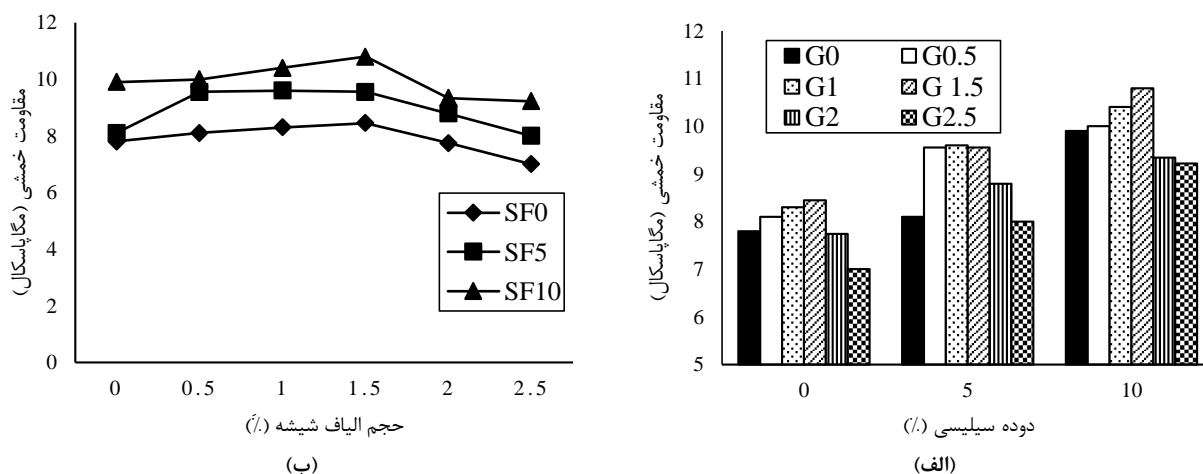 12
10
8
6
4
2
0
مقاومت خمشی (مگاپاسکال)
SF0
SF5
SF10
0 0.5 1 1.5 2 2.5
حجم الیاف شیشه (٪)
(ب)
12
11
10
9
8
7
6
5
مقاومت خمشی (مگاپاسکال)
G0 G0.5
G1 G 1.5
G2 G2.5
0 5 10
دوده سیلیسی (٪)
(الف)